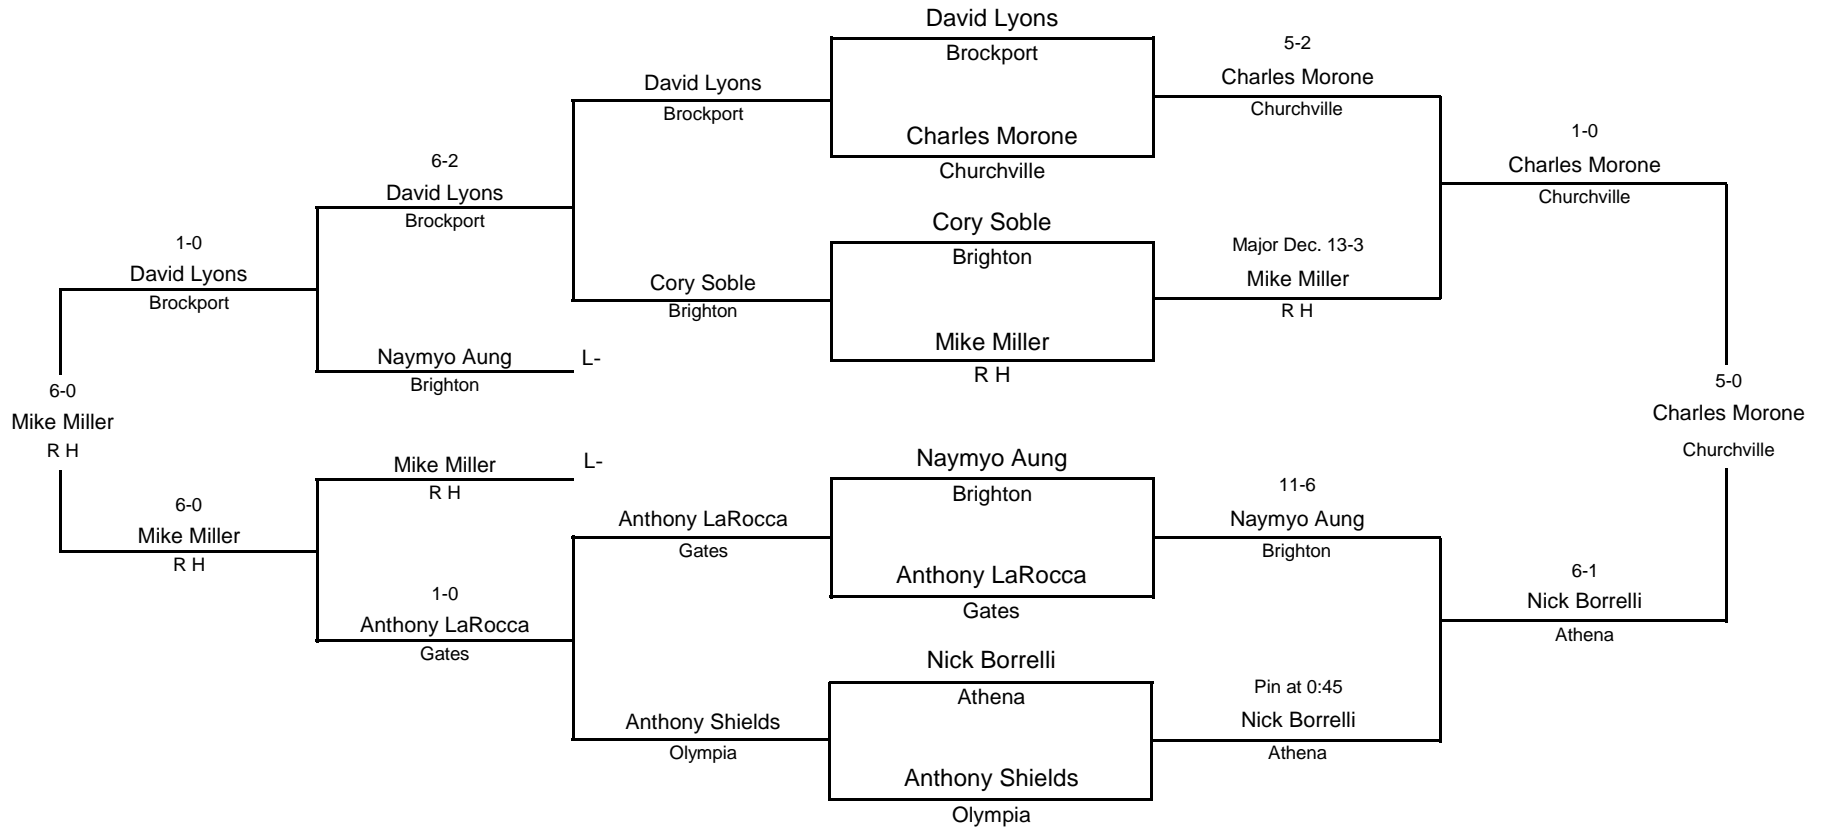 David Lyons
Brockport
5-2
David Lyons
Charles Morone
Brockport
Churchville
1-0
Charles Morone
6-2
Charles Morone
David Lyons
Churchville
Churchville
Brockport
Cory Soble
1-0
Major Dec. 13-3
Brighton
David Lyons
Cory Soble
Mike Miller
Brockport
Brighton
R H
Mike Miller
Naymyo Aung
L-
R H
Brighton
6-0
5-0
Mike Miller
Charles Morone
R H
Churchville
Mike Miller
L-
Naymyo Aung
R H
Brighton
11-6
6-0
Anthony LaRocca
Naymyo Aung
Mike Miller
Gates
Brighton
R H
Anthony LaRocca
6-1
1-0
Gates
Nick Borrelli
Anthony LaRocca
Athena
Gates
Nick Borrelli
Athena
Pin at 0:45
Anthony Shields
Nick Borrelli
Olympia
Athena
Anthony Shields
Olympia